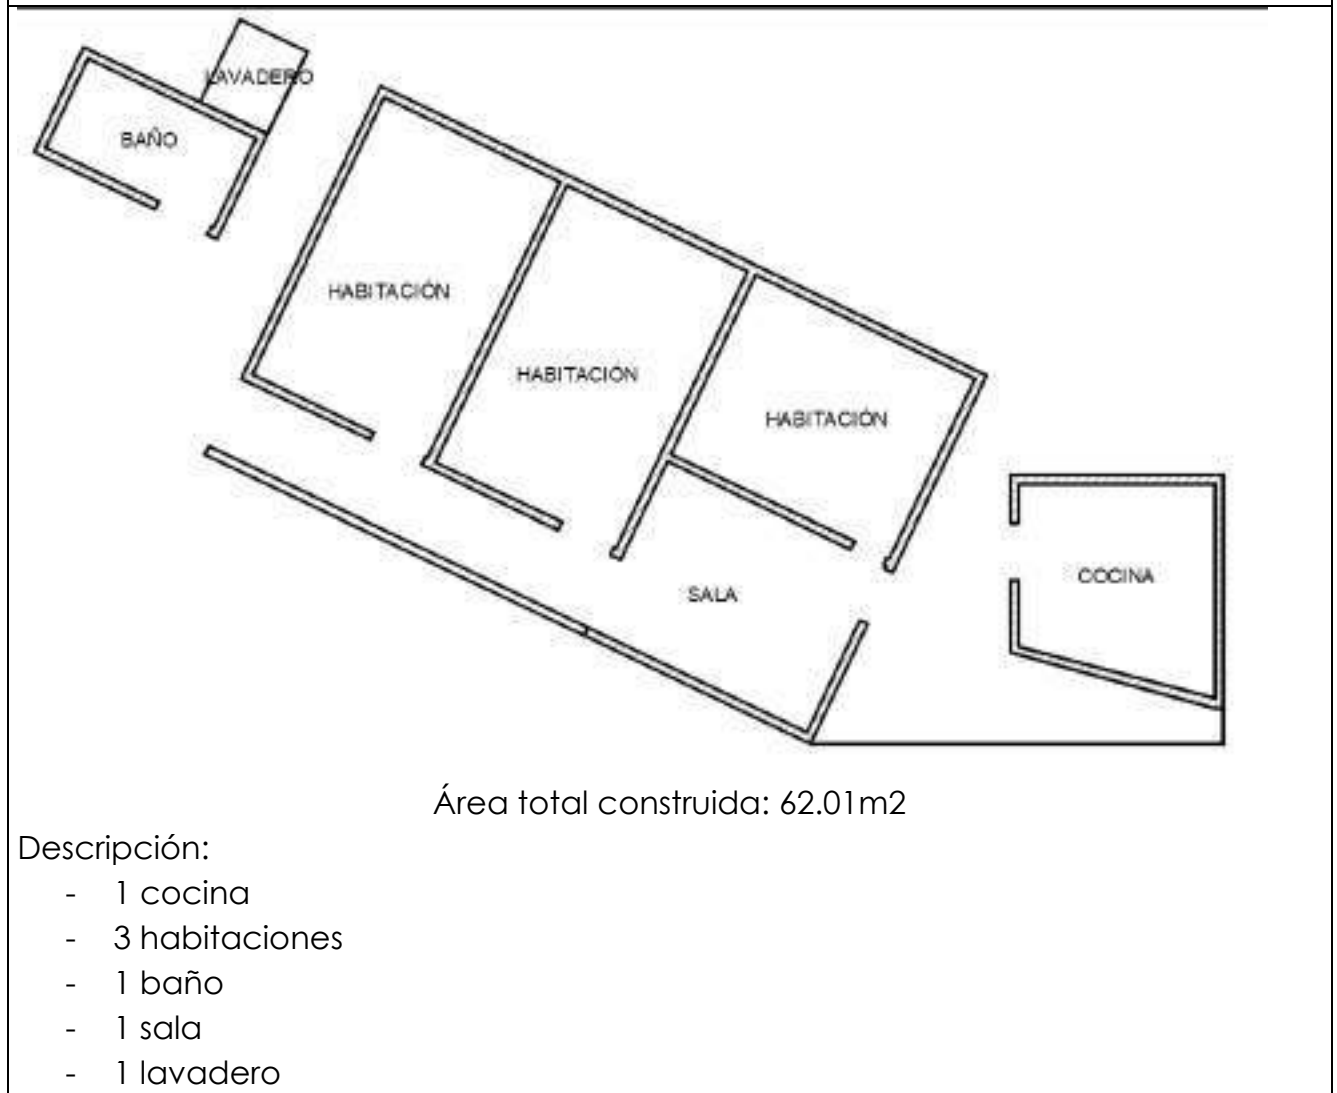 LAVADERO
BAÑO
HABITACIÓN
HABITACIÓN
HABITACIÓN
COCINA
SALA
Área total construida: 62.01m2
Descripción:
- 1 cocina
- 3 habitaciones
- 1 baño
- 1 sala
- 1 lavadero